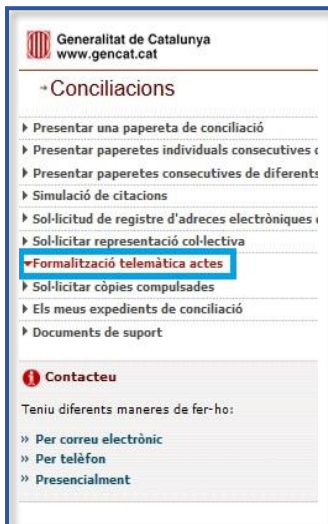 Generalitat de Catalunya
www.gencat.cat
Conciliacions
Presentar una papereta de conciliació
Presentar paperetes individuals consecutives
Presentar paperetes consecutives de diferents
Simulació de citacions
Sol·licitud de registre d'adreces electròniques
Sol·licitar representació col·lectiva
Formalització telemàtica actes
Sol·licitar còpies compulsades
Els meus expedients de conciliació
Documents de suport
Contacteu
Teniu diferents maneres de fer-ho:
» Per correu electrònic
» Per telèfon
» Presencialment